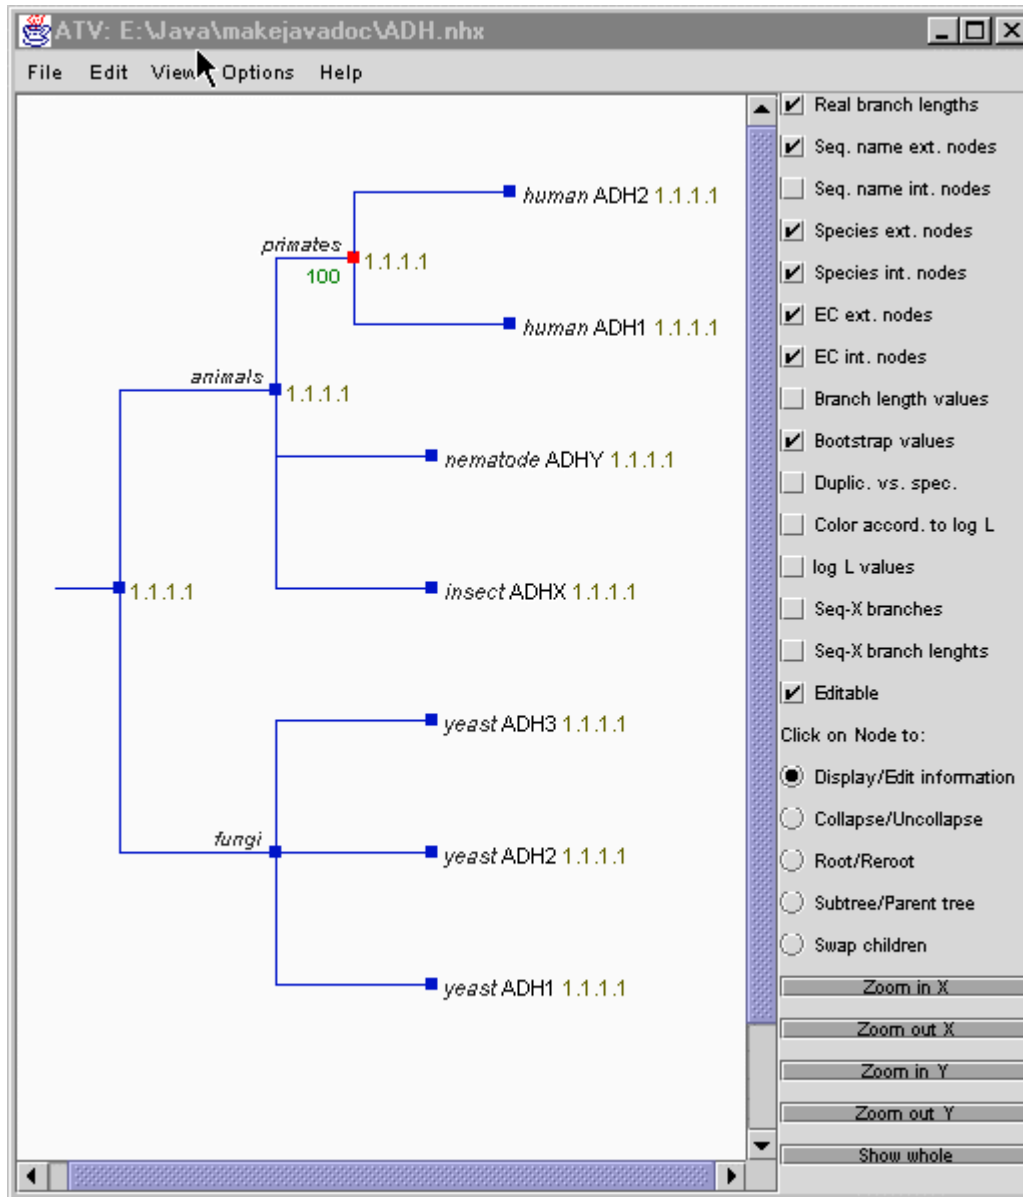 ATV: E:\Java\makejavadoc\ADH.nhx
File Edit View Options Help
human ADH2 1.1.1.1
primates
1.1.1.1
100
human ADH1 1.1.1.1
animals
1.1.1.1
nematode ADHY 1.1.1.1
1.1.1.1
insect ADHX 1.1.1.1
yeast ADH3 1.1.1.1
fungi
yeast ADH2 1.1.1.1
yeast ADH1 1.1.1.1
Real branch lengths
Seq. name ext. nodes
Seq. name int. nodes
Species ext. nodes
Species int. nodes
EC ext. nodes
EC int. nodes
Branch length values
Bootstrap values
Duplic. vs. spec.
Color accord. to log L
log L values
Seq-X branches
Seq-X branch lenghts
Editable
Click on Node to:
Display/Edit information
Collapse/Uncollapse
Root/Reroot
Subtree/Parent tree
Swap children
Zoom in X
Zoom out X
Zoom in Y
Zoom out Y
Show whole